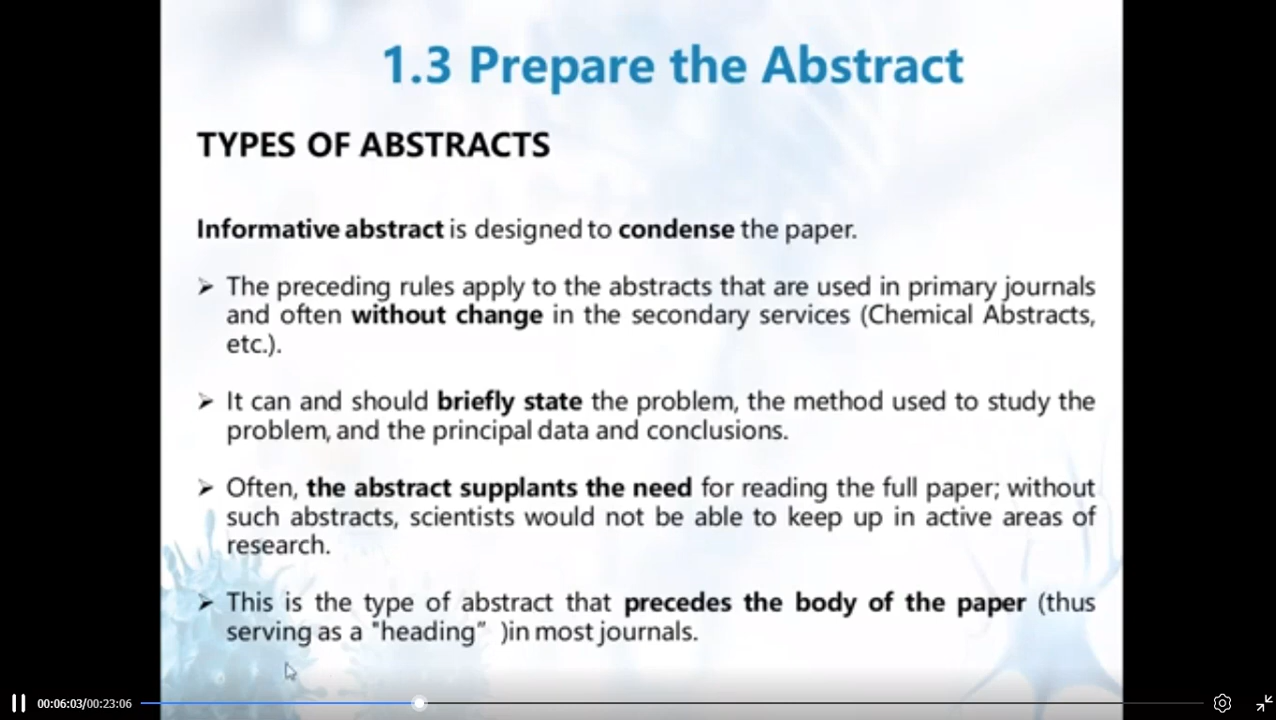 1.3 Prepare the Abstract
TYPES OF ABSTRACTS
Informative abstract is designed to condense the paper.
➢ The preceding rules apply to the abstracts that are used in primary journals
and often without change in the secondary services (Chemical Abstracts,
etc.).
➢ It can and should briefly state the problem, the method used to study the
problem, and the principal data and conclusions.
➢ Often, the abstract supplants the need for reading the full paper; without
such abstracts, scientists would not be able to keep up in active areas of
research.
➢ This is the type of abstract that precedes the body of the paper (thus
serving as a "heading" )in most journals.
00:06:03/00:23:06